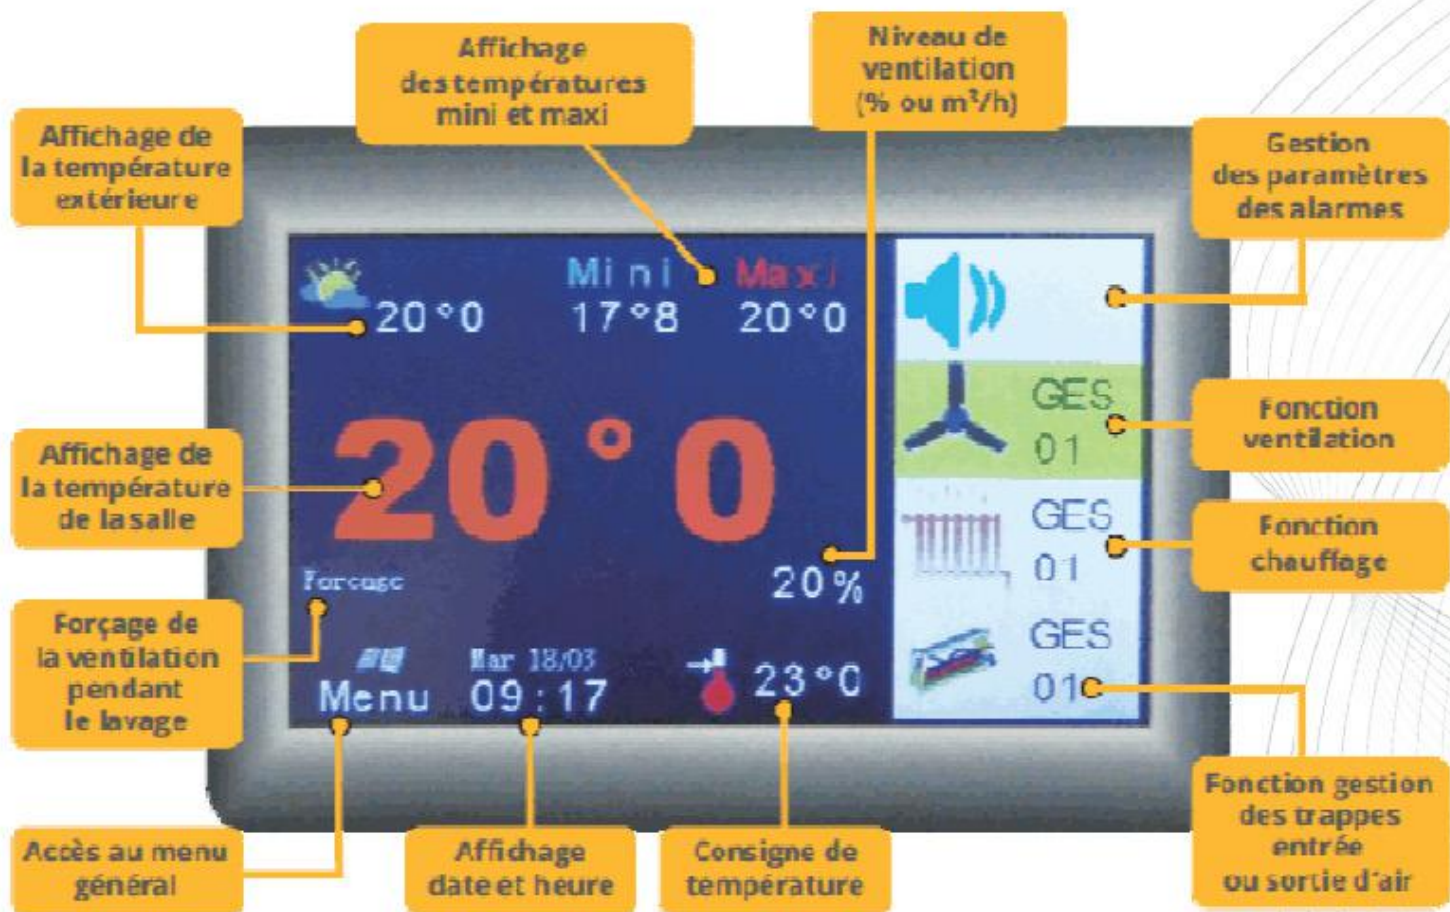 Affichage
des températures
mini et maxi
Niveau de
ventilation
(% ou m³/h)
Affichage de
la température
extérieure
Gestion
des paramètres
des alarmes
Mini Maxi
20°0 17°8 20°0
GES
01
Fonction
ventilation
Affichage de
la température
de la salle
20°0
GES
01
Fonction
chauffage
Forçage
20%
Forçage de
la ventilation
pendant
le lavage
GES
01
Menu
Mar 18/03
09:17
23°0
Fonction gestion
des trappes
entrée
ou sortie d'air
Accès au menu
général
Affichage
date et heure
Consigne de
température